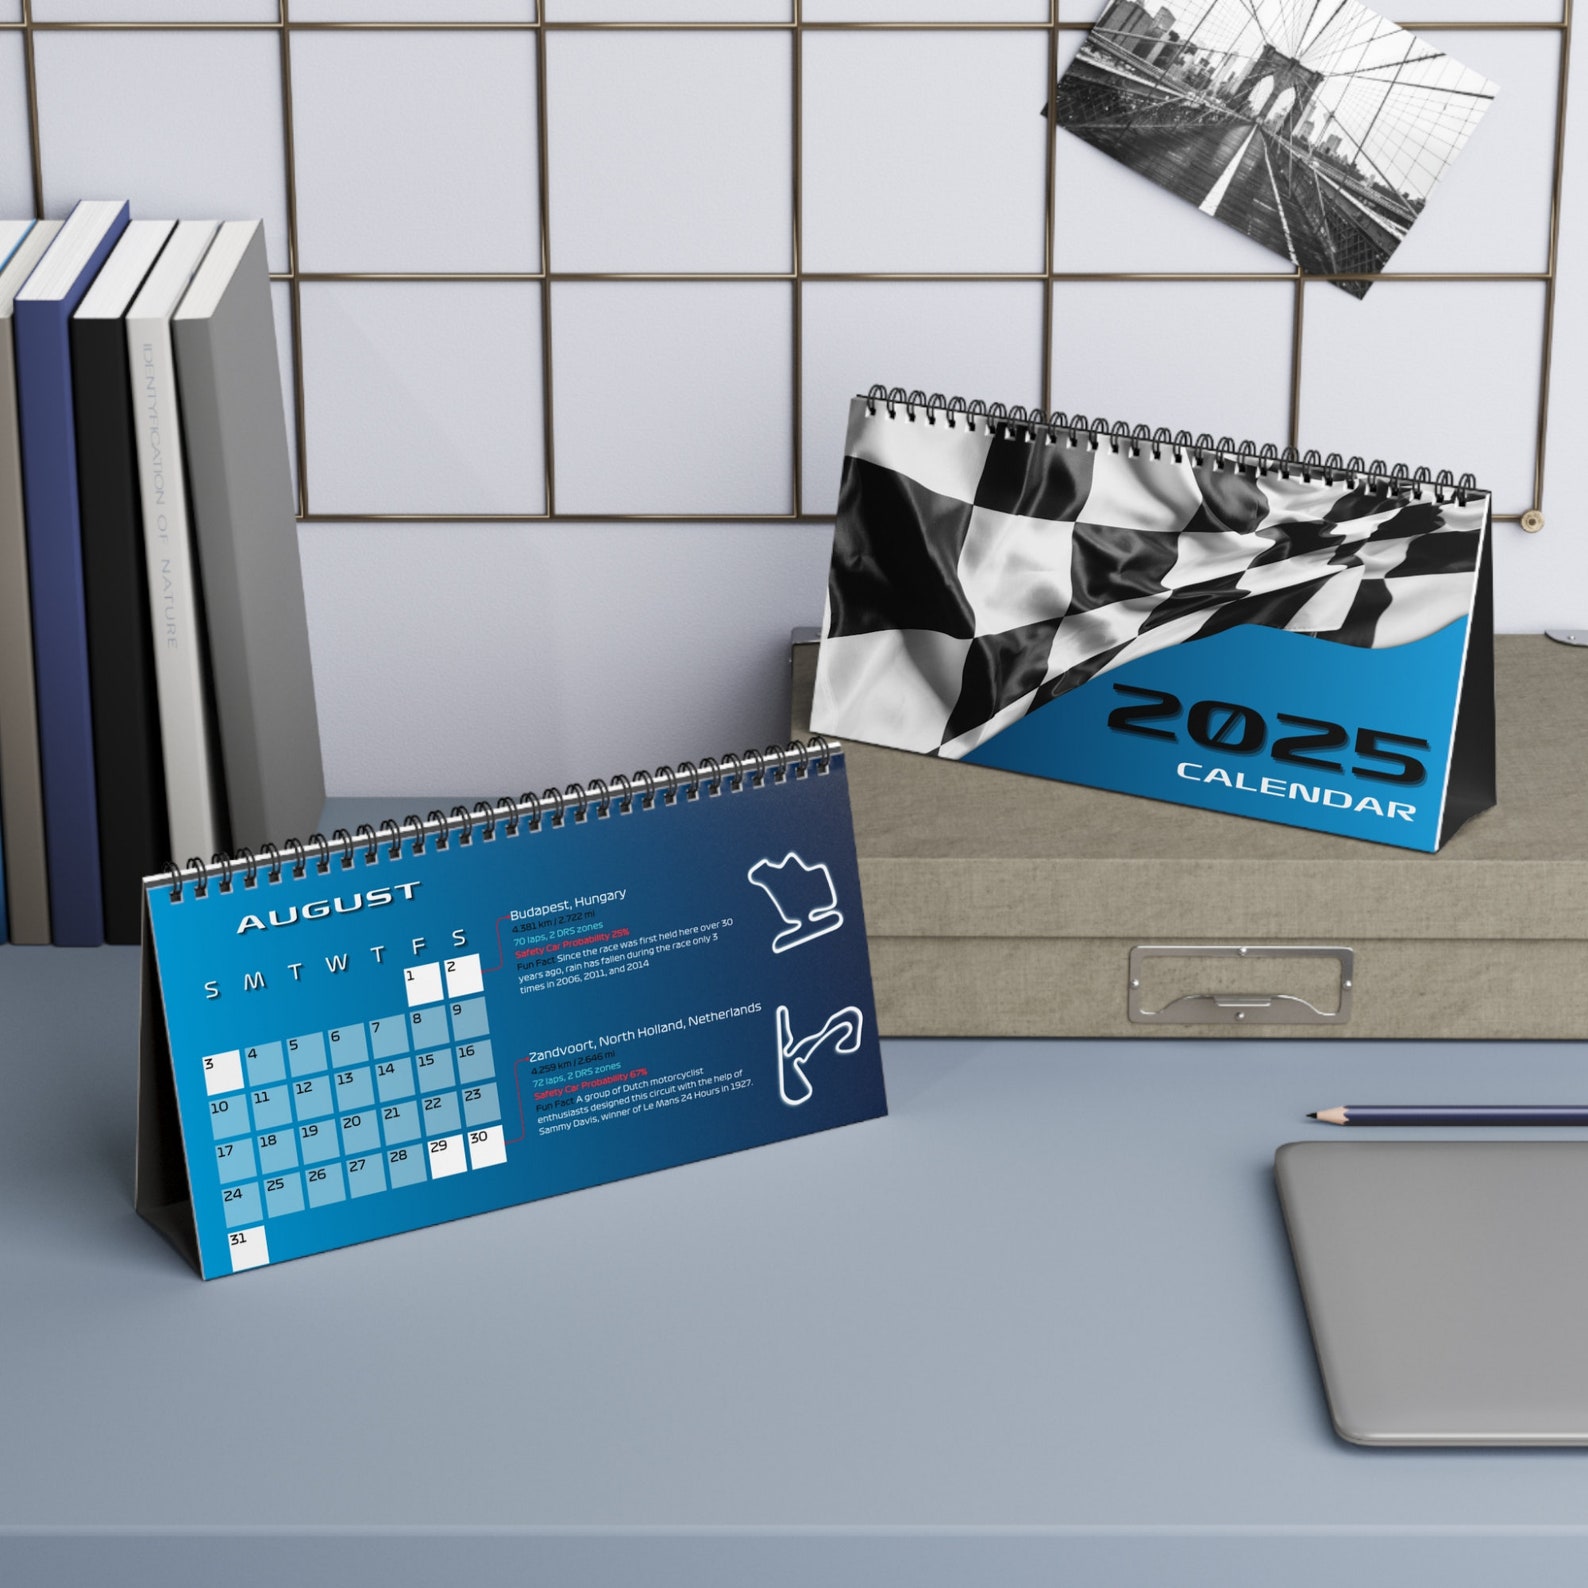 IDENTYFICATION OF NATURE
2025
CALENDAR
AUGUST
S M T W T F S
1 2
3 4 5 6 7 8 9
10 11 12 13 14 15 16
17 18 19 20 21 22 23
24 25 26 27 28 29 30
31
Budapest, Hungary
4.381 km / 2.722 mi
70 laps, 2 DRS zones
Safety Car Probability 25%
Fun Fact Since the race was first held here over 30
years ago, rain has fallen during the race only 3
times in 2006, 2011, and 2014
Zandvoort, North Holland, Netherlands
4.259 km / 2.646 mi
72 laps, 2 DRS zones
Safety Car Probability 67%
Fun Fact A group of Dutch motorcyclist
enthusiasts designed this circuit with the help of
Sammy Davis, winner of Le Mans 24 Hours in 1927.